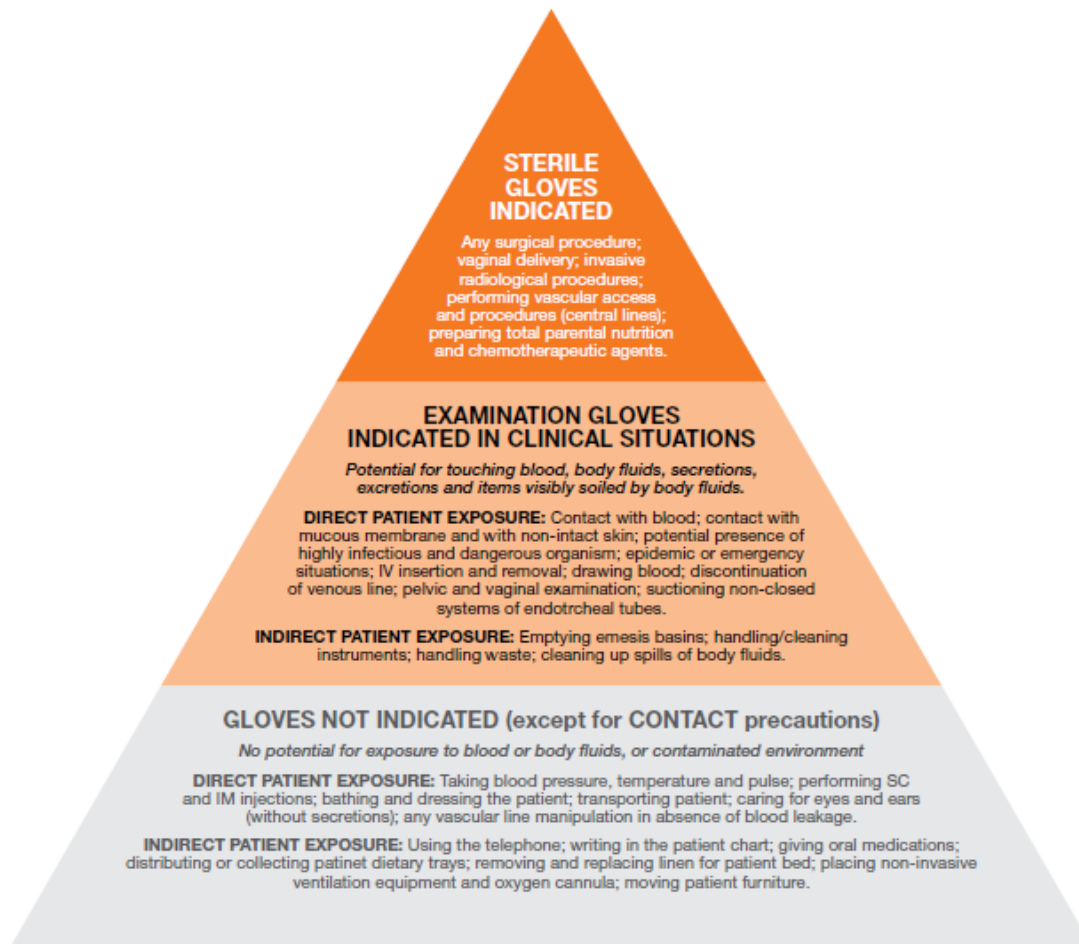 STERILE
GLOVES
INDICATED
Any surgical procedure;
vaginal delivery; invasive
radiological procedures;
performing vascular access
and procedures (central lines);
preparing total parental nutrition
and chemotherapeutic agents.
EXAMINATION GLOVES
INDICATED IN CLINICAL SITUATIONS
Potential for touching blood, body fluids, secretions,
excretions and items visibly soiled by body fluids.
DIRECT PATIENT EXPOSURE: Contact with blood; contact with
mucous membrane and with non-intact skin; potential presence of
highly infectious and dangerous organism; epidemic or emergency
situations; IV insertion and removal; drawing blood; discontinuation
of venous line; pelvic and vaginal examination; suctioning non-closed
systems of endotrcheal tubes.
INDIRECT PATIENT EXPOSURE: Emptying emesis basins; handling/cleaning
instruments; handling waste; cleaning up spills of body fluids.
GLOVES NOT INDICATED (except for CONTACT precautions)
No potential for exposure to blood or body fluids, or contaminated environment
DIRECT PATIENT EXPOSURE: Taking blood pressure, temperature and pulse; performing SC
and IM injections; bathing and dressing the patient; transporting patient; caring for eyes and ears
(without secretions); any vascular line manipulation in absence of blood leakage.
INDIRECT PATIENT EXPOSURE: Using the telephone; writing in the patient chart; giving oral medications;
distributing or collecting patinet dietary trays; removing and replacing linen for patient bed; placing non-invasive
ventilation equipment and oxygen cannula; moving patient furniture.